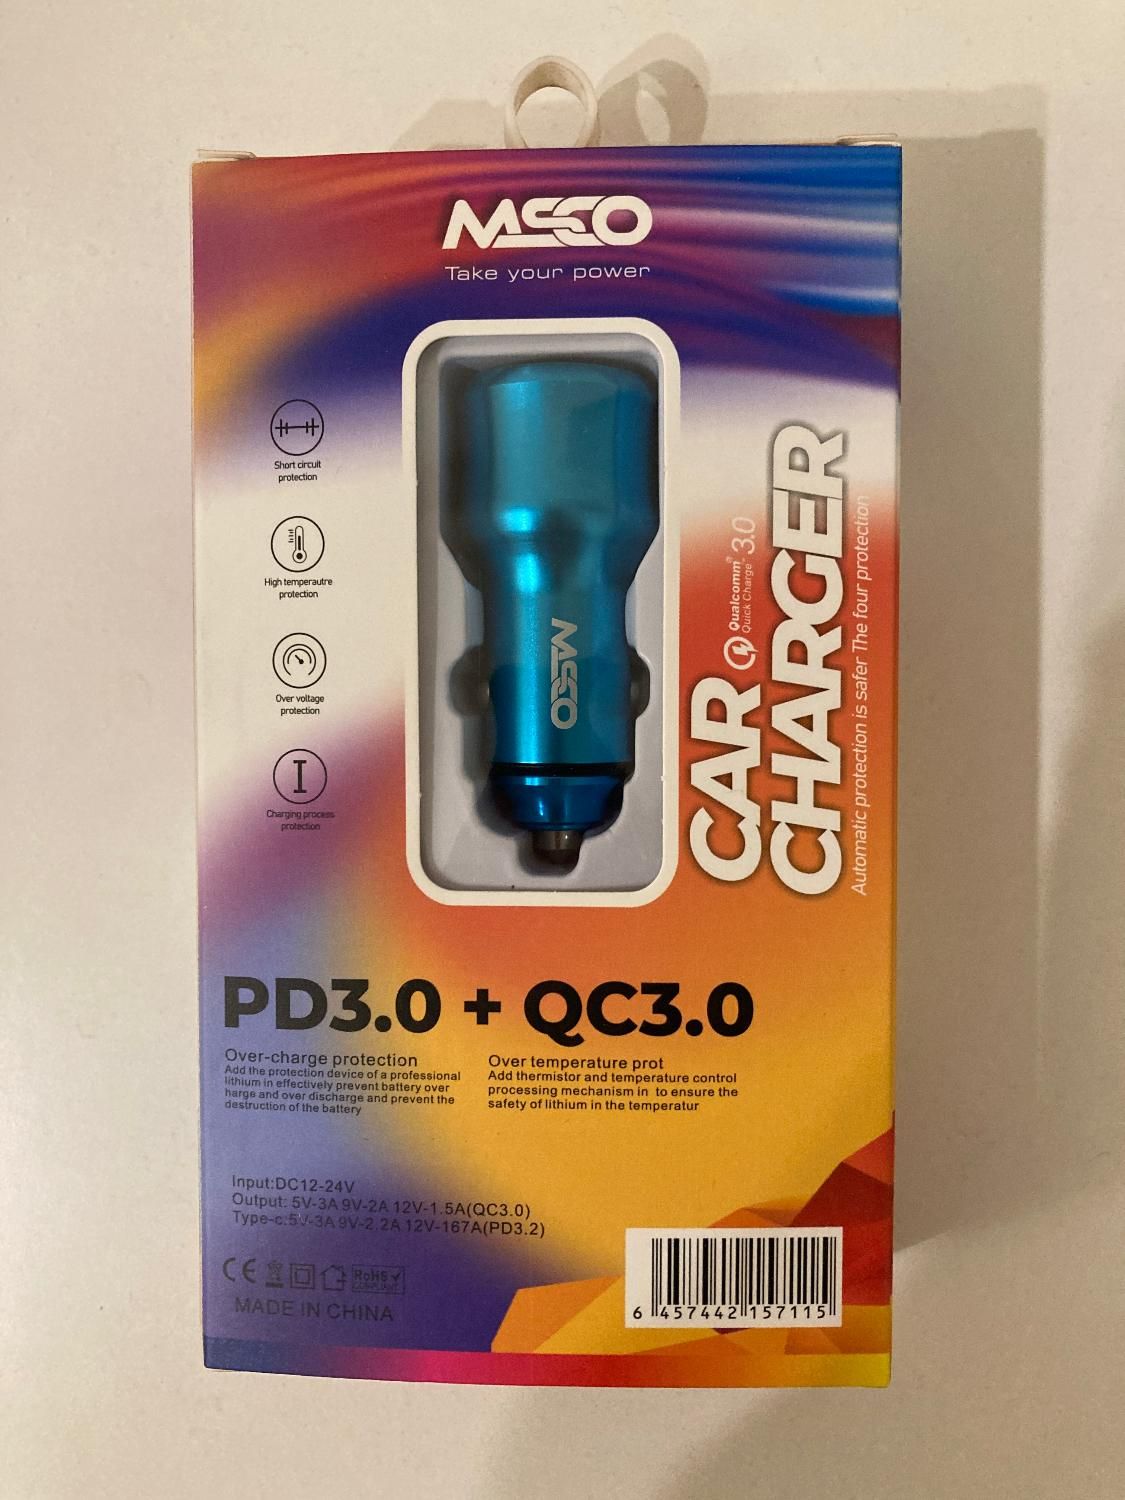 MSCO
Take your power
Short circuit
protection
High temperautre
protection
Over voltage
protection
Charging process
protection
MSCO
CAR
CHARGER
Qualcomm®
Quick Charge™ 3.0
Automatic protection is safer The four protection
PD3.0 + QC3.0
Over-charge protection
Add the protection device of a professional
lithium in effectively prevent battery over
harge and over discharge and prevent the
destruction of the battery
Over temperature prot
Add thermistor and temperature control
processing mechanism in to ensure the
safety of lithium in the temperatur
Input:DC12-24V
Output: 5V-3A 9V-2A 12V-1.5A(QC3.0)
Type-c:5V-3A 9V-2.2A 12V-167A(PD3.2)
CE
RoHS
COMPLIANT
MADE IN CHINA
6 457442 157115